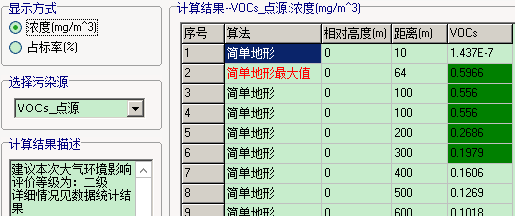 显示方式
浓度(mg/m^3)
占标率(%)
选择污染源
VOCs_点源
计算结果描述
建议本次大气环境影响
评价等级为：二级
详细情况见数据统计结
果
计算结果--VOCs_点源:浓度(mg/m^3)
序号 算法 相对高度(m) 距离(m) VOCs
1 简单地形 0 10 1.437E-7
2 简单地形最大值 0 64 0.5966
3 简单地形 0 100 0.556
4 简单地形 0 100 0.556
5 简单地形 0 200 0.2686
6 简单地形 0 300 0.1979
7 简单地形 0 400 0.1606
8 简单地形 0 500 0.1269
9 简单地形 0 600 0.1018